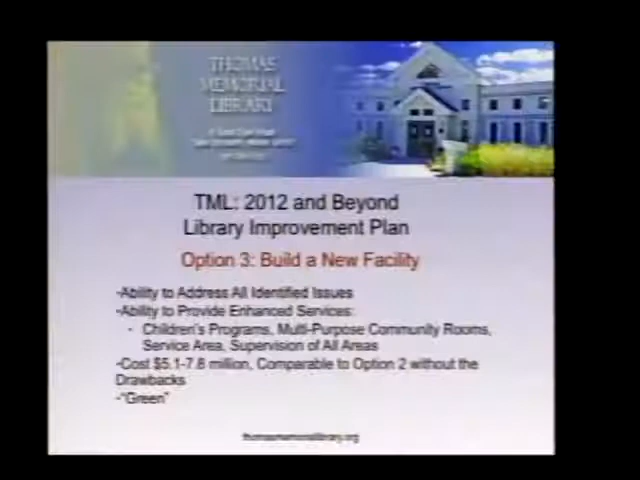 THOMAS
MEMORIAL
LIBRARY
TML: 2012 and Beyond
Library Improvement Plan
Option 3: Build a New Facility
•Ability to Address All Identified Issues
•Ability to Provide Enhanced Services:
• Children's Programs, Multi-Purpose Community Rooms,
Service Area, Supervision of All Areas
•Cost $5.1-7.8 million, Comparable to Option 2 without the
Drawbacks
•"Green"
thomasmemoriallibrary.org